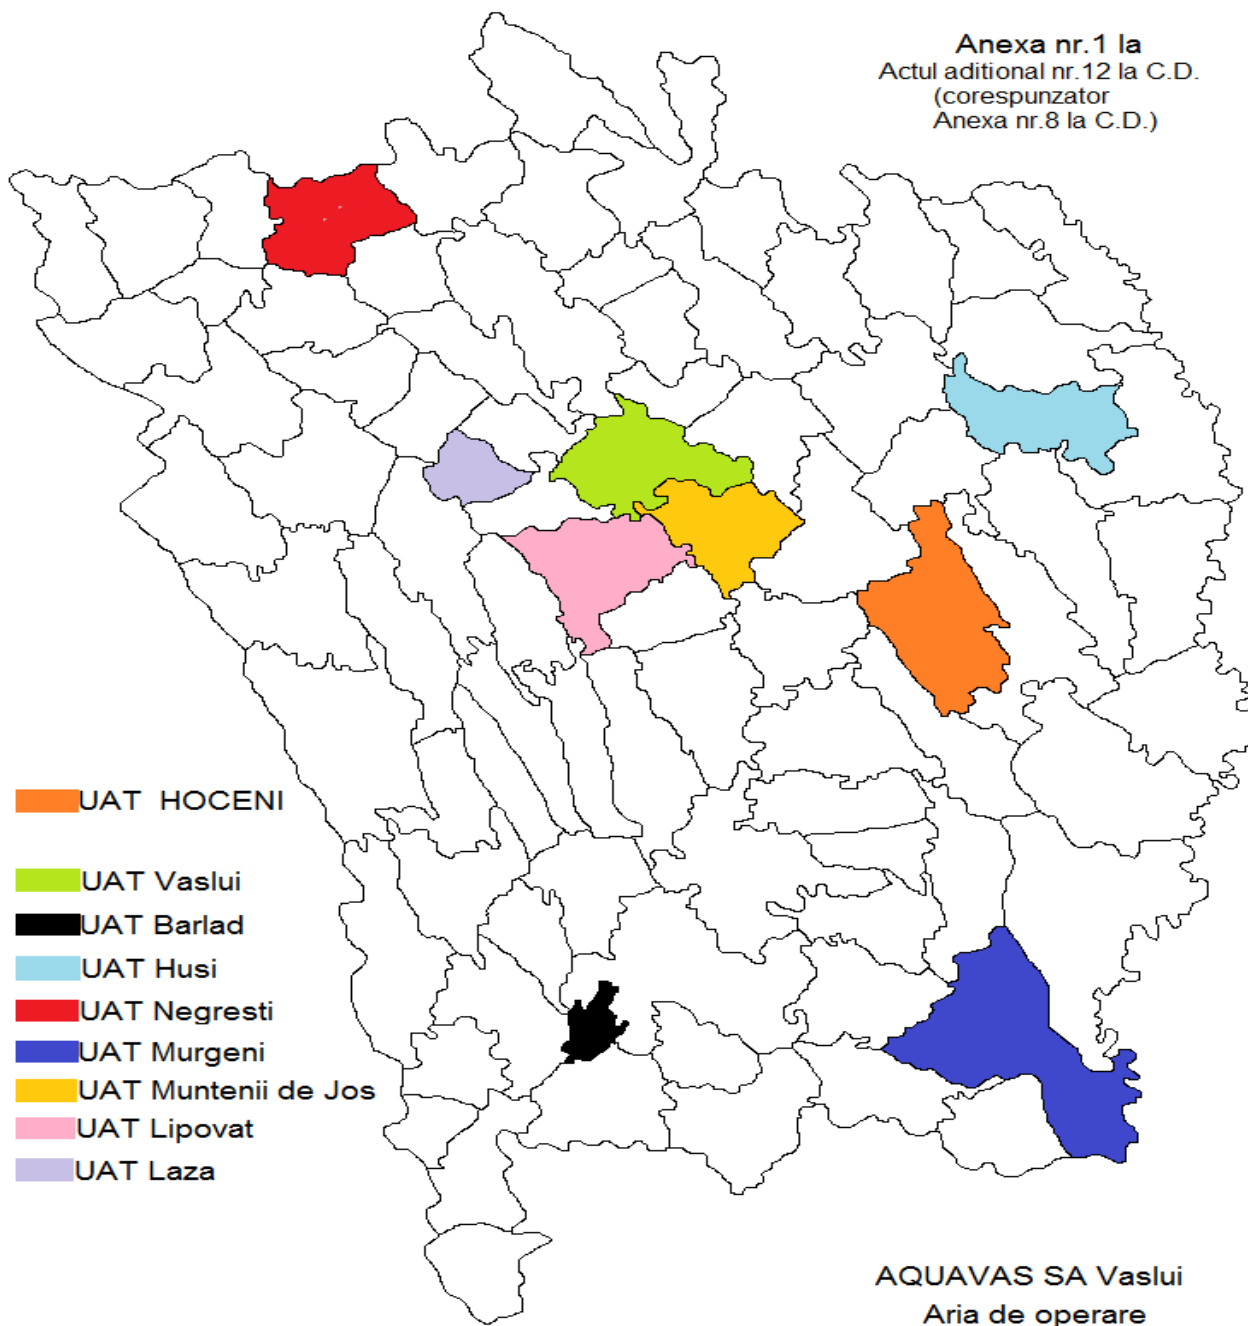 Anexa nr.1 la
Actul aditional nr.12 la C.D.
(corespunzator
Anexa nr.8 la C.D.)
UAT HOCENI
UAT Vaslui
UAT Barlad
UAT Husi
UAT Negresti
UAT Murgeni
UAT Muntenii de Jos
UAT Lipovat
UAT Laza
AQUAVAS SA Vaslui
Aria de operare